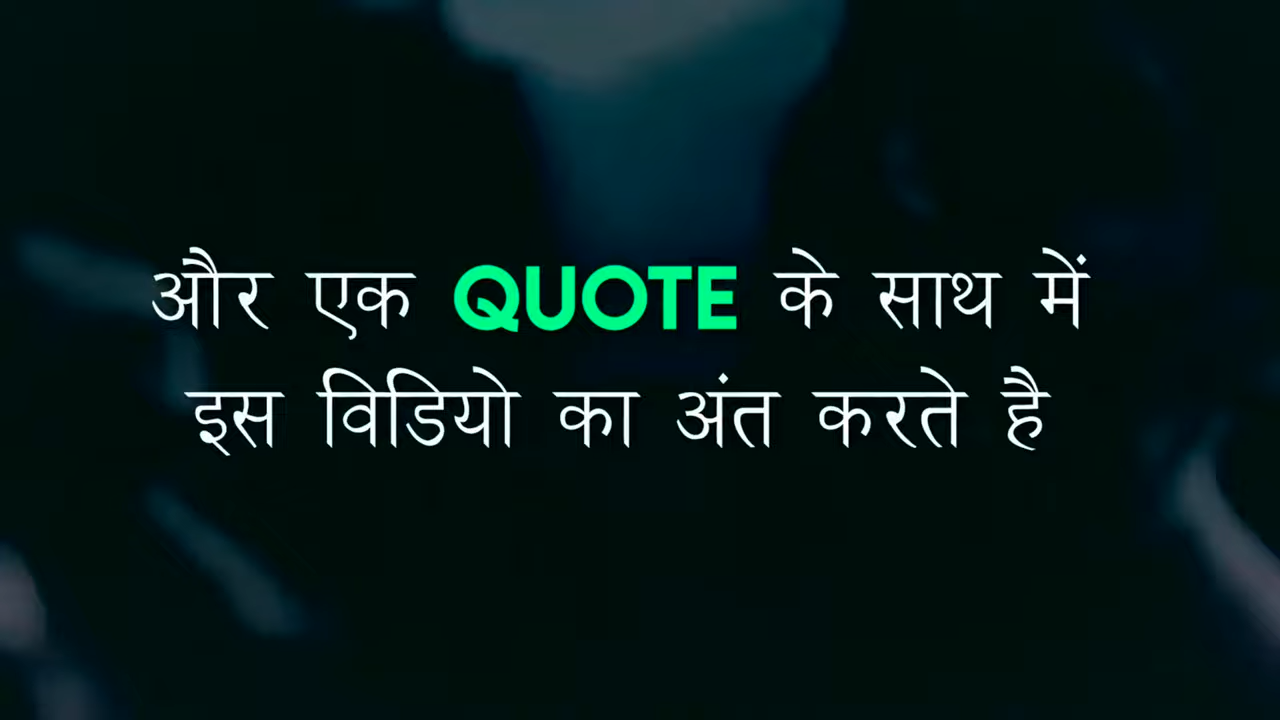 और एक QUOTE के साथ में
इस विडियो का अंत करते है